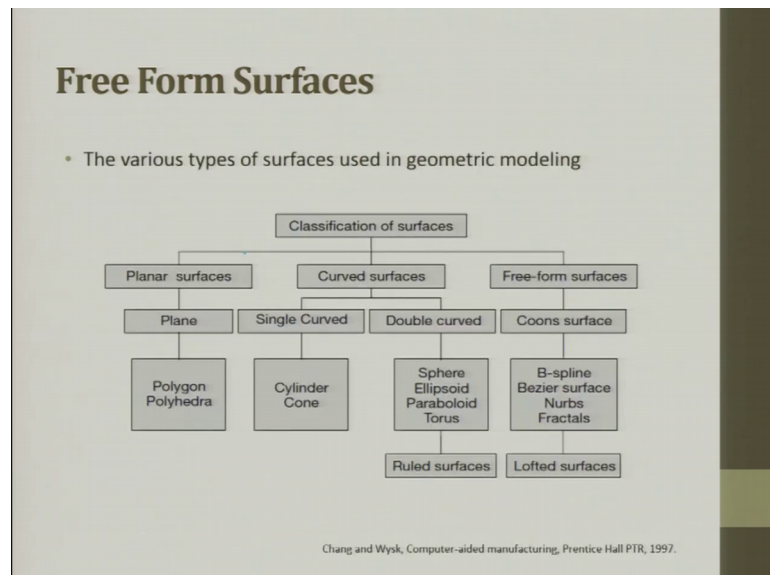 Free Form Surfaces
• The various types of surfaces used in geometric modeling
Classification of surfaces
Planar surfaces
Curved surfaces
Free-form surfaces
Plane
Single Curved
Double curved
Coons surface
Polygon
Polyhedra
Cylinder
Cone
Sphere
Ellipsoid
Paraboloid
Torus
B-spline
Bezier surface
Nurbs
Fractals
Ruled surfaces
Lofted surfaces
Chang and Wysk, Computer-aided manufacturing, Prentice Hall PTR, 1997.